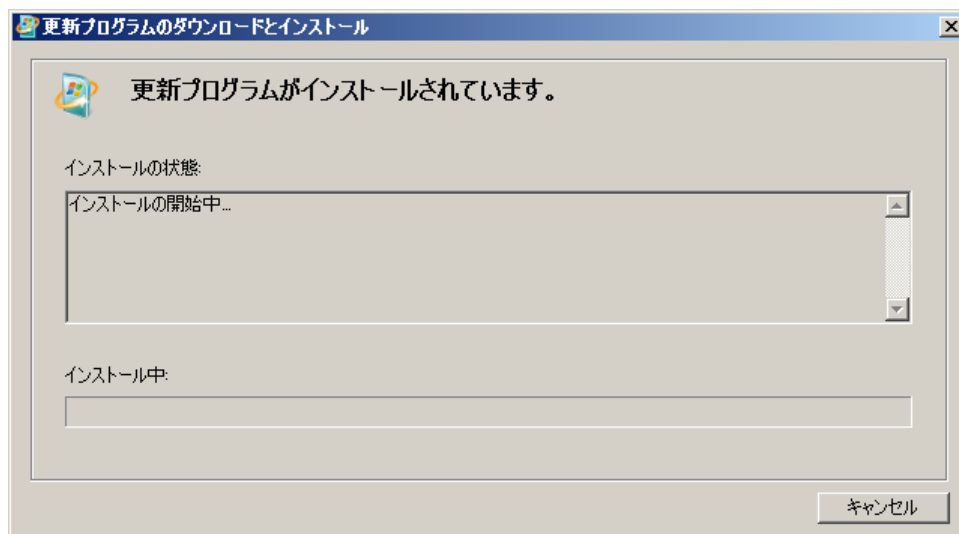 更新プログラムのダウンロードとインストール
更新プログラムがインストールされています。
インストールの状態:
インストールの開始中...
インストール中:
キャンセル